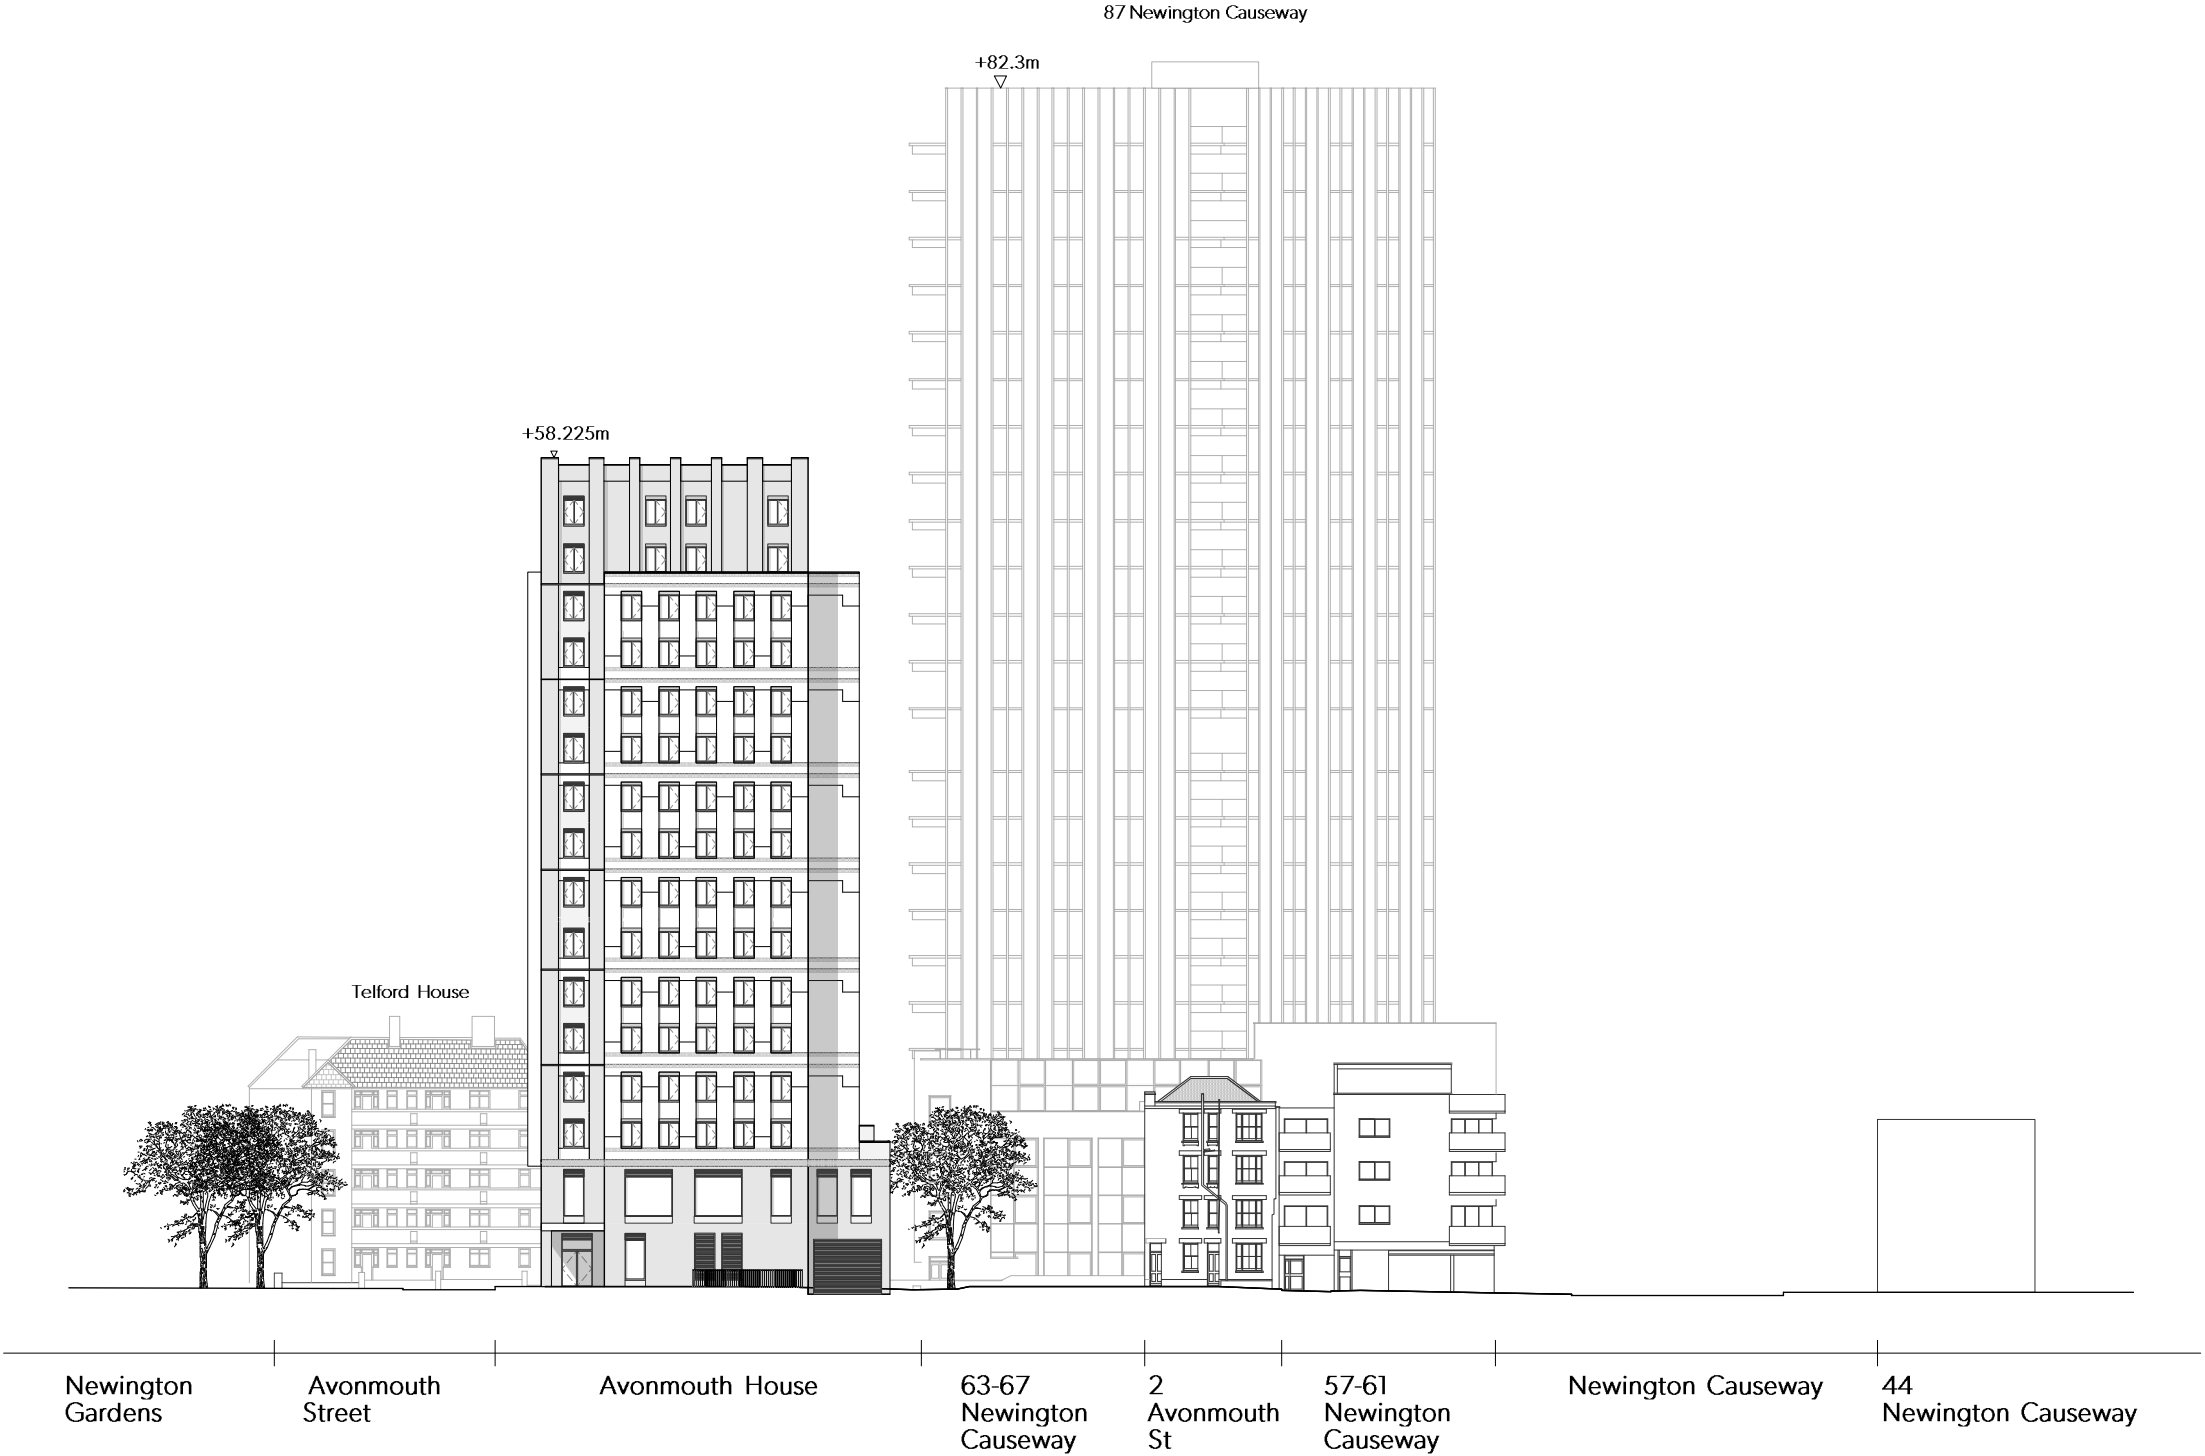 87 Newington Causeway
+82.3m
+58.225m
Telford House
Newington
Gardens
Avonmouth
Street
Avonmouth House
63-67
Newington
Causeway
2
Avonmouth
St
57-61
Newington
Causeway
Newington Causeway
44
Newington Causeway